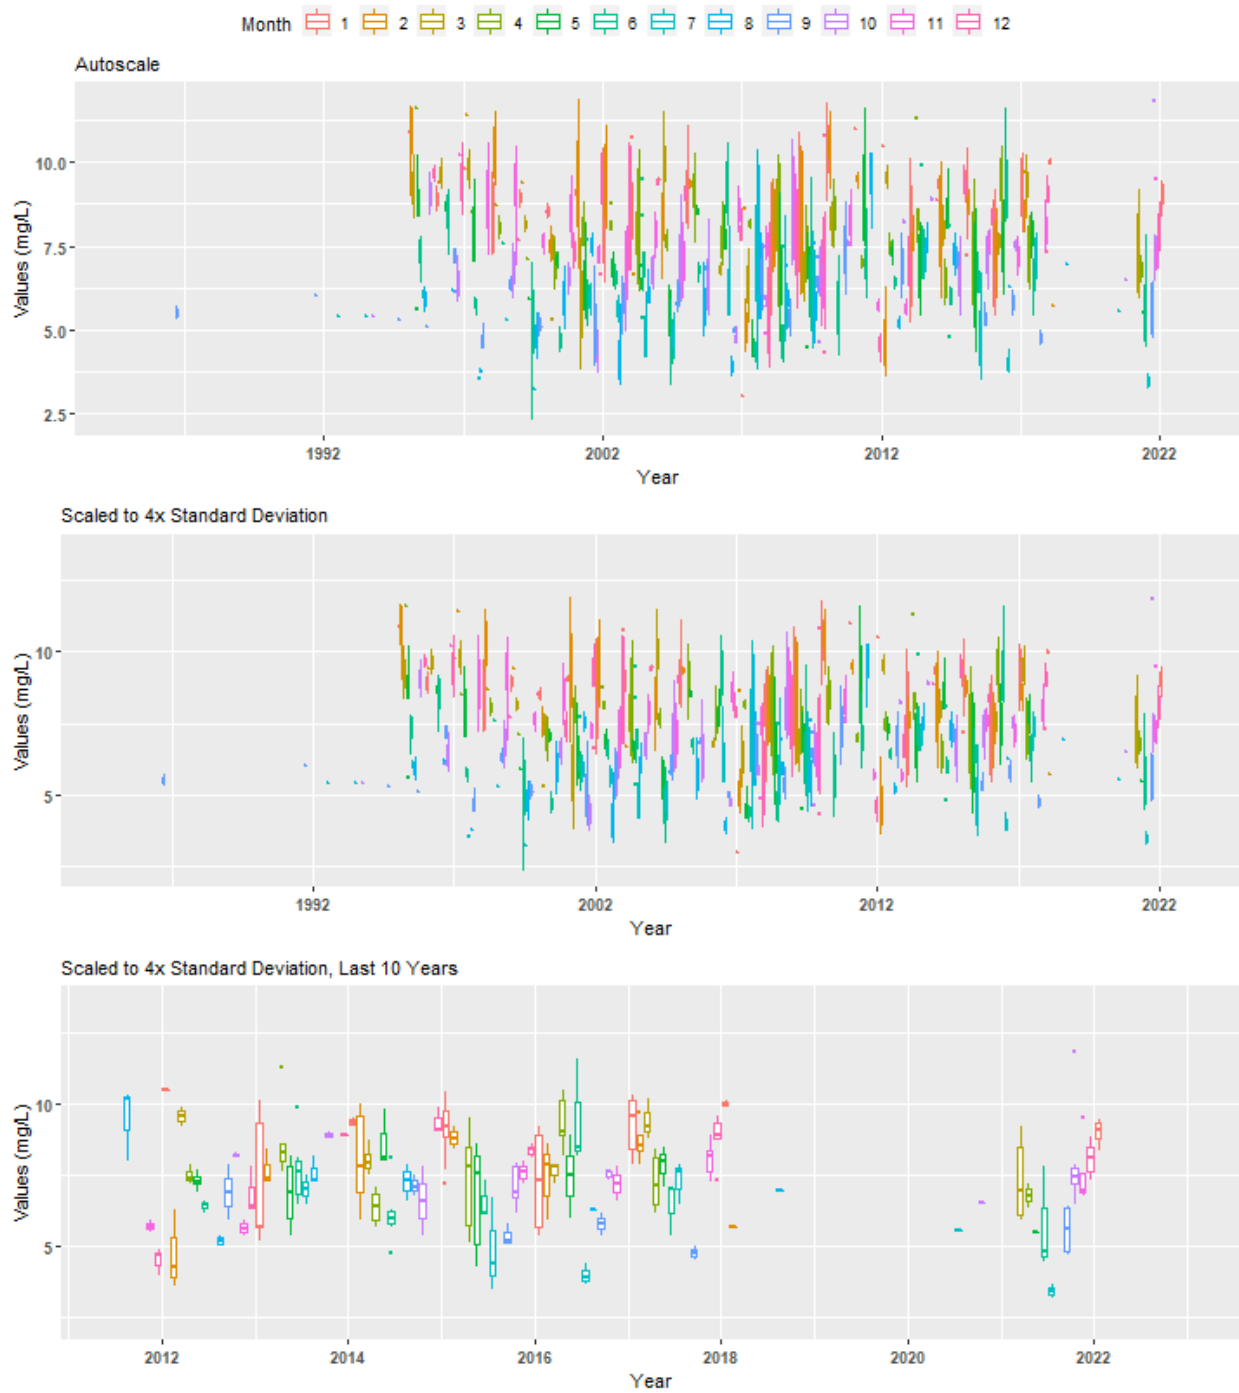 Month 1 2 3 4 5 6 7 8 9 10 11 12
Autoscale
Values (mg/L)
10.0
7.5
5.0
2.5
1992 2002 2012 2022
Year
Scaled to 4x Standard Deviation
Values (mg/L)
10
5
1992 2002 2012 2022
Year
Scaled to 4x Standard Deviation, Last 10 Years
Values (mg/L)
10
5
2012 2014 2016 2018 2020 2022
Year